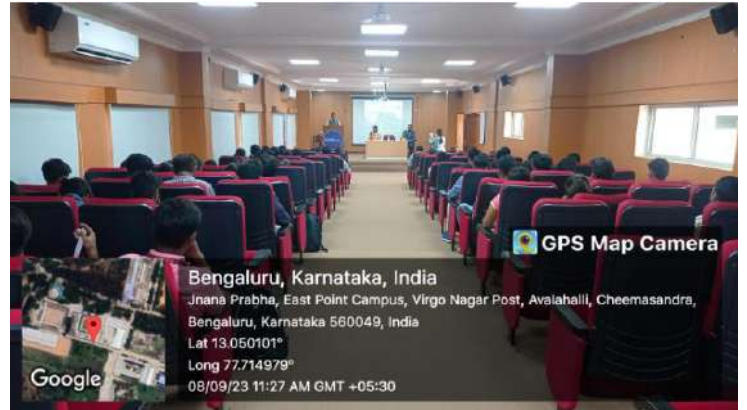 GPS Map Camera
Bengaluru, Karnataka, India
Jnana Prabha, East Point Campus, Virgo Nagar Post, Avalahalli, Cheemasandra,
Bengaluru, Karnataka 560049, India
Lat 13.050101°
Long 77.714979°
08/09/23 11:27 AM GMT +05:30
Google